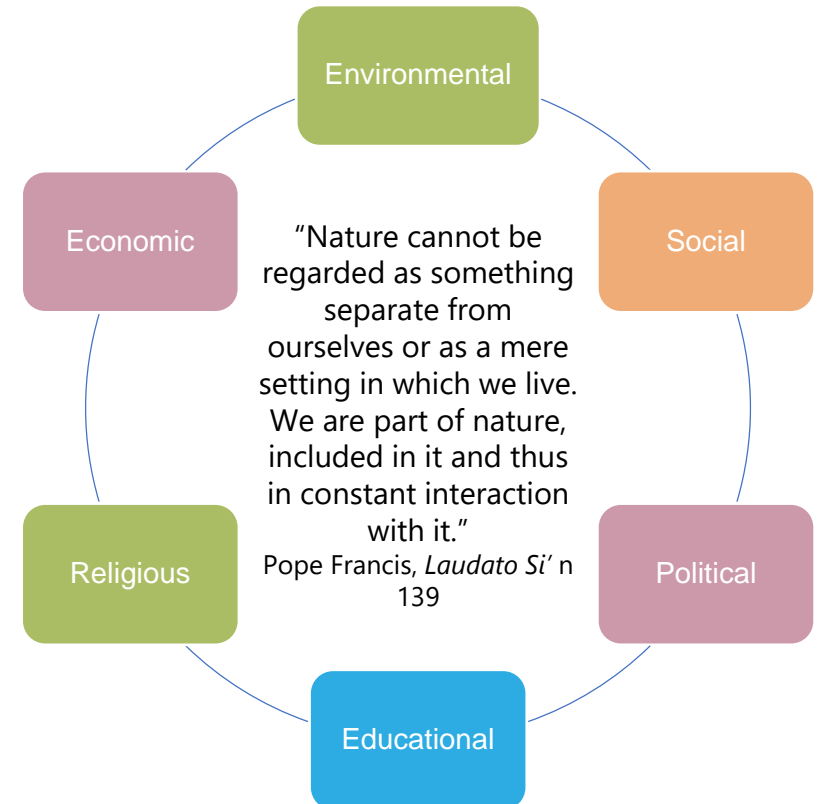 Environmental
Economic
Social
“Nature cannot be
regarded as something
separate from
ourselves or as a mere
setting in which we live.
We are part of nature,
included in it and thus
in constant interaction
with it.”
Pope Francis, Laudato Si’ n
139
Religious
Political
Educational